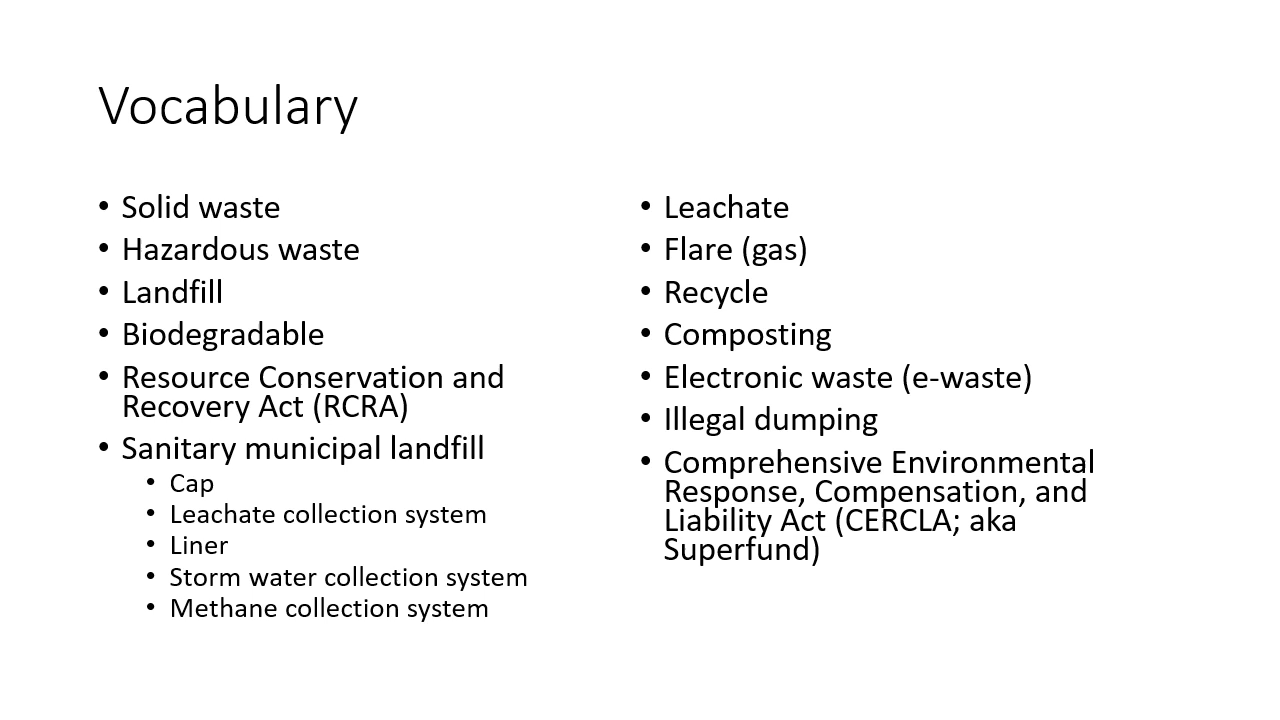 Vocabulary
• Solid waste
• Hazardous waste
• Landfill
• Biodegradable
• Resource Conservation and
Recovery Act (RCRA)
• Sanitary municipal landfill
• Cap
• Leachate collection system
• Liner
• Storm water collection system
• Methane collection system
• Leachate
• Flare (gas)
• Recycle
• Composting
• Electronic waste (e-waste)
• Illegal dumping
• Comprehensive Environmental
Response, Compensation, and
Liability Act (CERCLA; aka
Superfund)